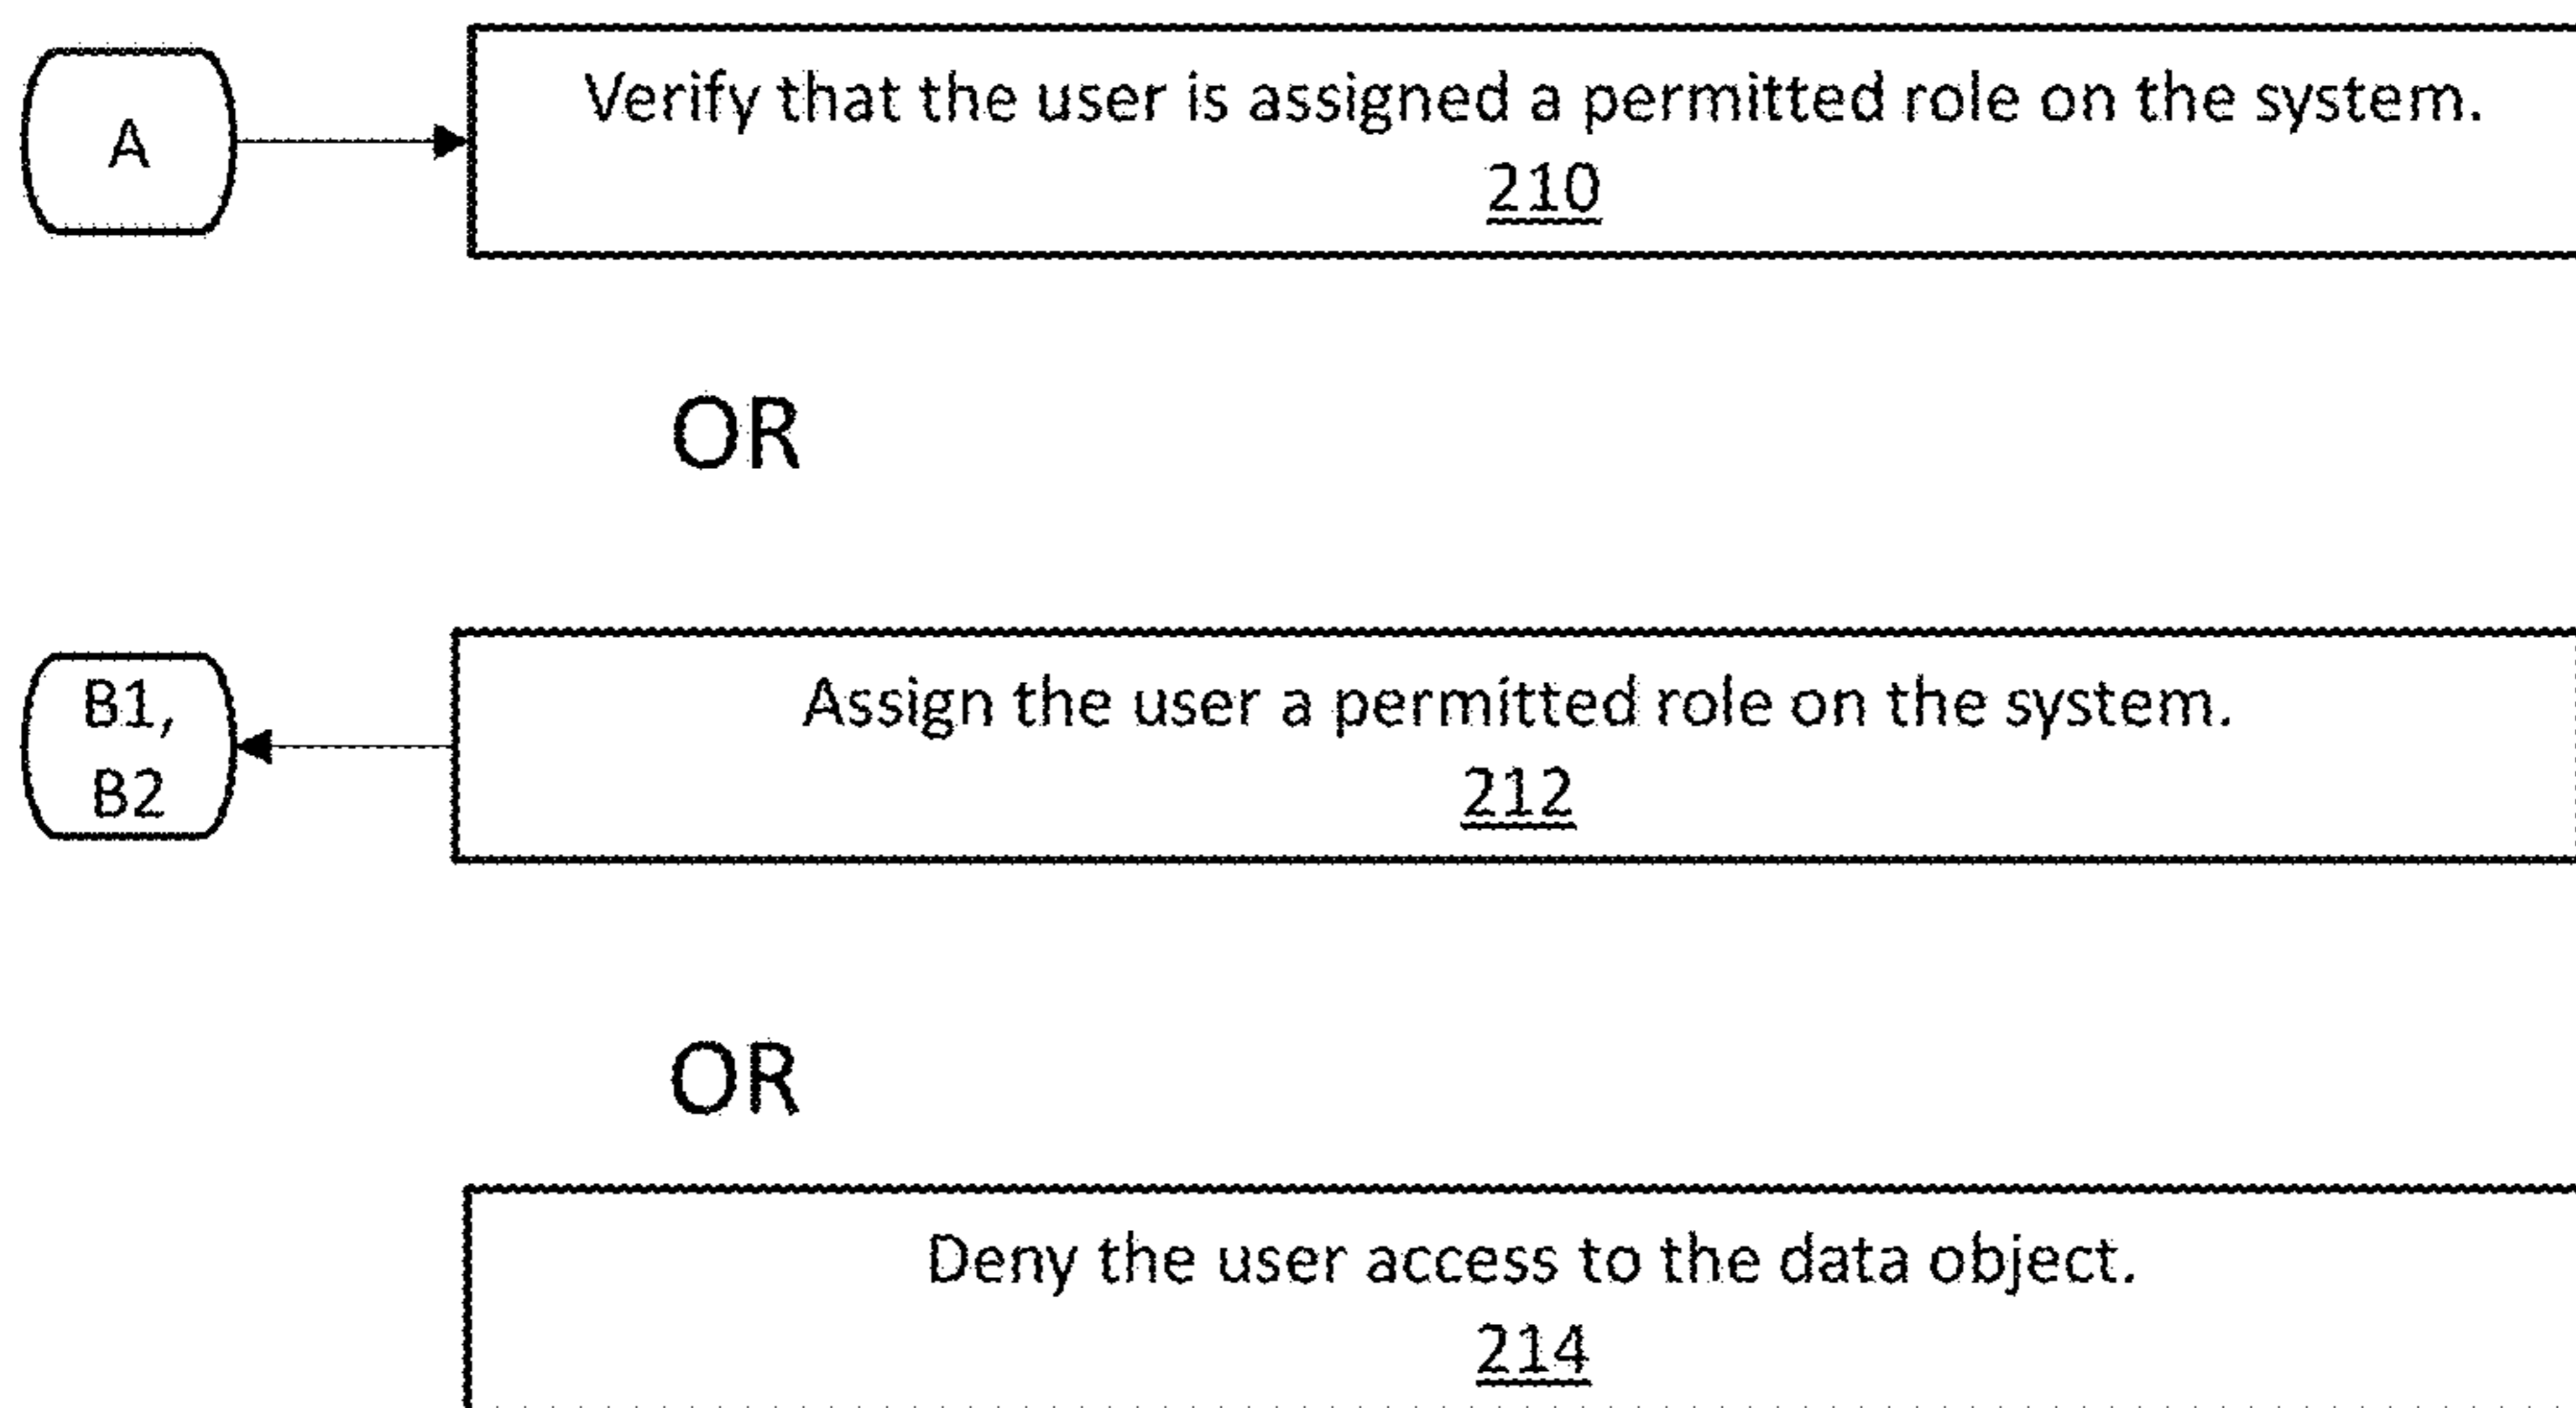 A
Verify that the user is assigned a permitted role on the system.
210
OR
B1,
B2
Assign the user a permitted role on the system.
212
OR
Deny the user access to the data object.
214